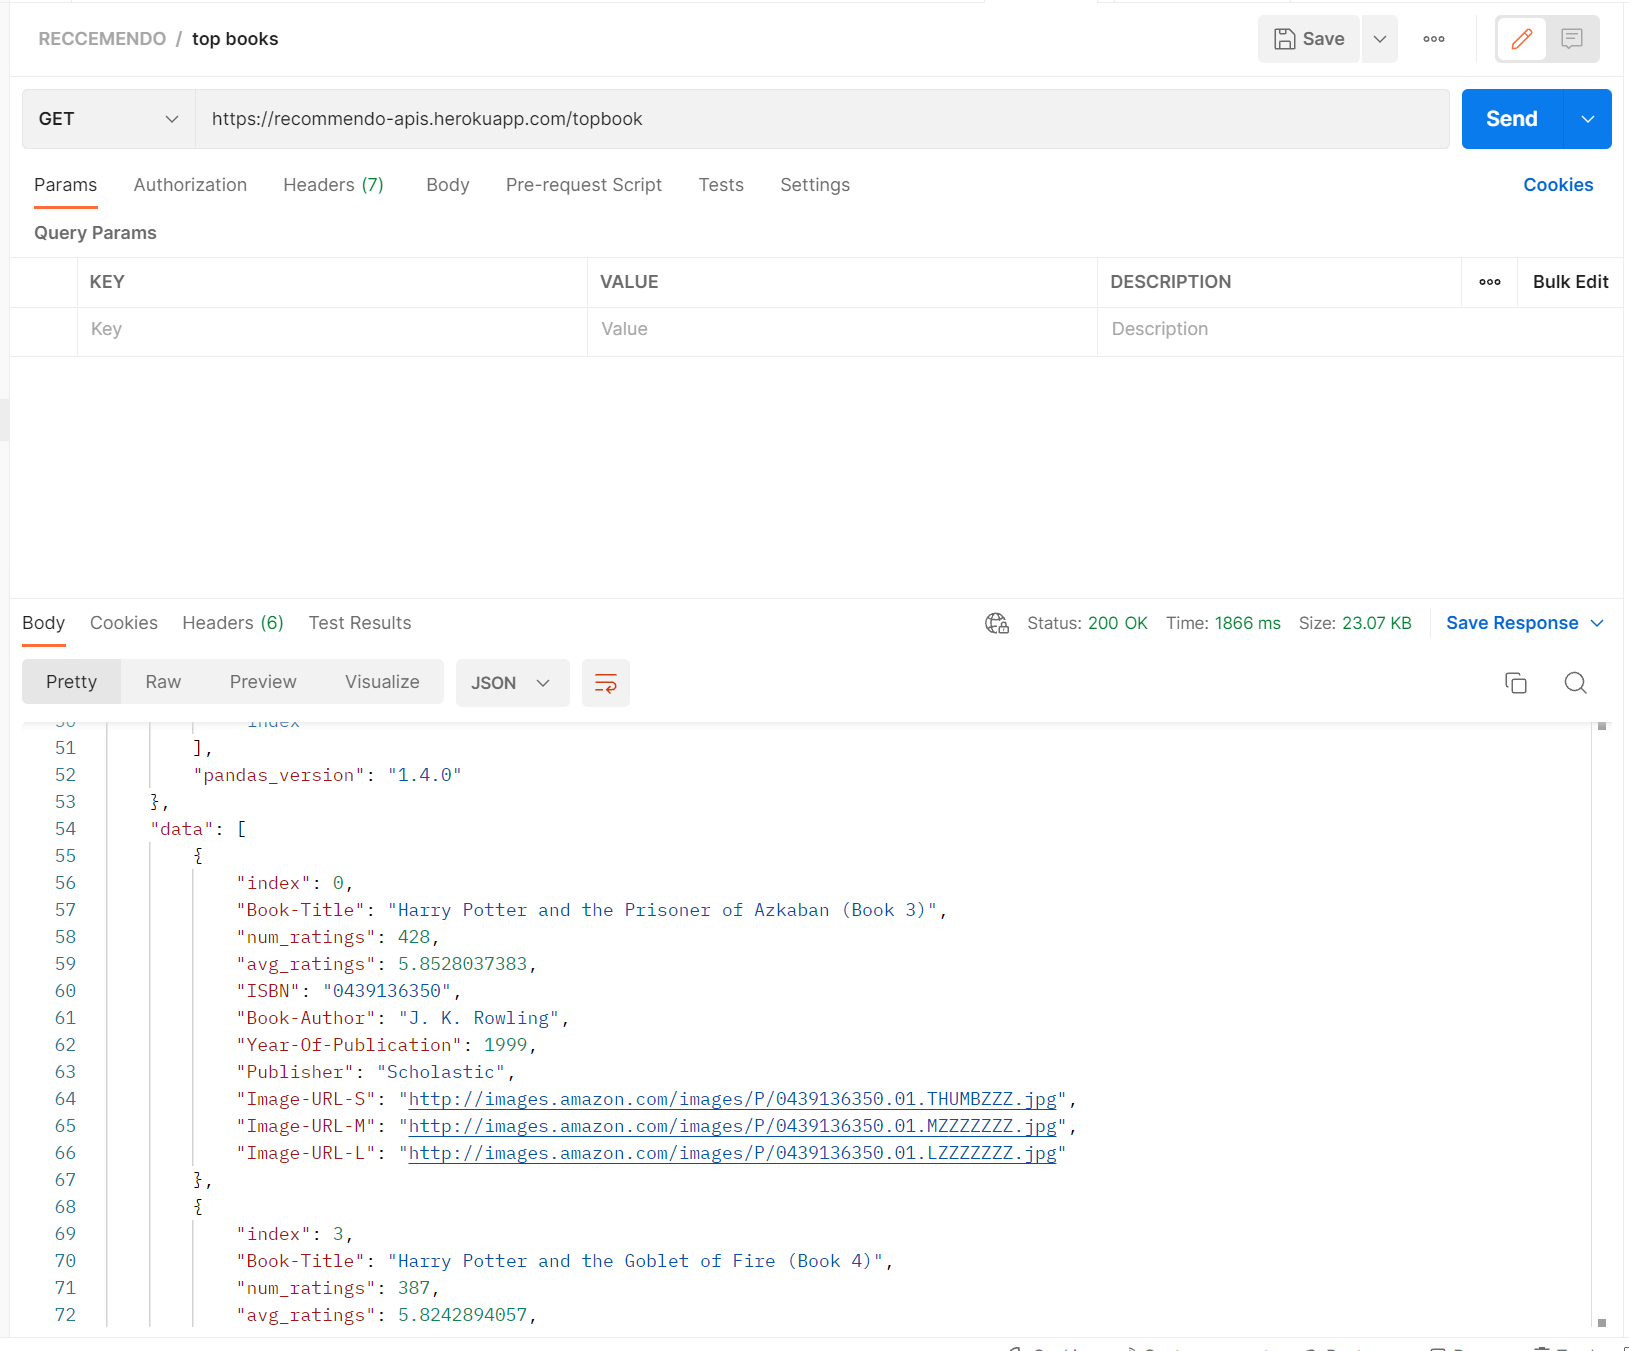 RECCEMENDO / top books
Save
GET
https://recommendo-apis.herokuapp.com/topbook
Send
Params Authorization Headers (7) Body Pre-request Script Tests Settings Cookies
Query Params
KEY VALUE DESCRIPTION Bulk Edit
Key Value Description
Body Cookies Headers (6) Test Results Status: 200 OK Time: 1866 ms Size: 23.07 KB Save Response
Pretty Raw Preview Visualize JSON
50 index
51 ],
52 "pandas_version": "1.4.0"
53 },
54 "data": [
55 {
56 "index": 0,
57 "Book-Title": "Harry Potter and the Prisoner of Azkaban (Book 3)",
58 "num_ratings": 428,
59 "avg_ratings": 5.8528037383,
60 "ISBN": "0439136350",
61 "Book-Author": "J. K. Rowling",
62 "Year-Of-Publication": 1999,
63 "Publisher": "Scholastic",
64 "Image-URL-S": "http://images.amazon.com/images/P/0439136350.01.THUMBZZZ.jpg",
65 "Image-URL-M": "http://images.amazon.com/images/P/0439136350.01.MZZZZZZZ.jpg",
66 "Image-URL-L": "http://images.amazon.com/images/P/0439136350.01.LZZZZZZZ.jpg"
67 },
68 {
69 "index": 3,
70 "Book-Title": "Harry Potter and the Goblet of Fire (Book 4)",
71 "num_ratings": 387,
72 "avg_ratings": 5.8242894057,